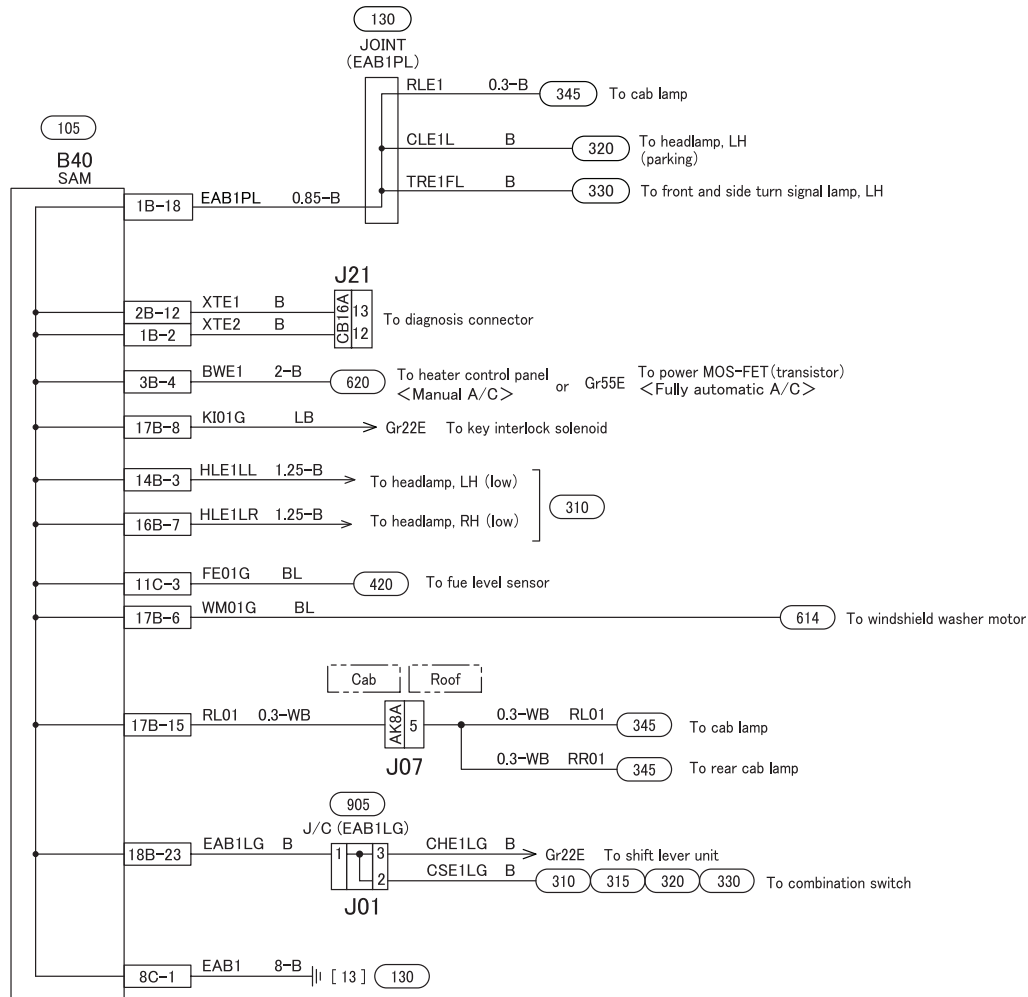 130
JOINT
(EAB1PL)
RLE1 0.3-B 345 To cab lamp
105
B40
SAM
CLE1L B 320 To headlamp, LH
(parking)
TRE1FL B 330 To front and side turn signal lamp, LH
1B-18 EAB1PL 0.85-B
J21
2B-12 XTE1 B CB16A 13
To diagnosis connector
1B-2 XTE2 B 12
3B-4 BWE1 2-B 620 To heater control panel
<Manual A/C>
or Gr55E To power MOS-FET(transistor)
<Fully automatic A/C>
17B-8 KI01G LB Gr22E To key interlock solenoid
14B-3 HLE1LL 1.25-B To headlamp, LH (low)
310
16B-7 HLE1LR 1.25-B To headlamp, RH (low)
11C-3 FE01G BL 420 To fue level sensor
17B-6 WM01G BL 614 To windshield washer motor
Cab Roof
17B-15 RL01 0.3-WB AK8A 5 0.3-WB RL01 345 To cab lamp
J07
0.3-WB RR01 345 To rear cab lamp
905
J/C (EAB1LG)
18B-23 EAB1LG B 1 3 CHE1LG B Gr22E To shift lever unit
2 CSE1LG B 310 315 320 330 To combination switch
J01
8C-1 EAB1 8-B [13] 130